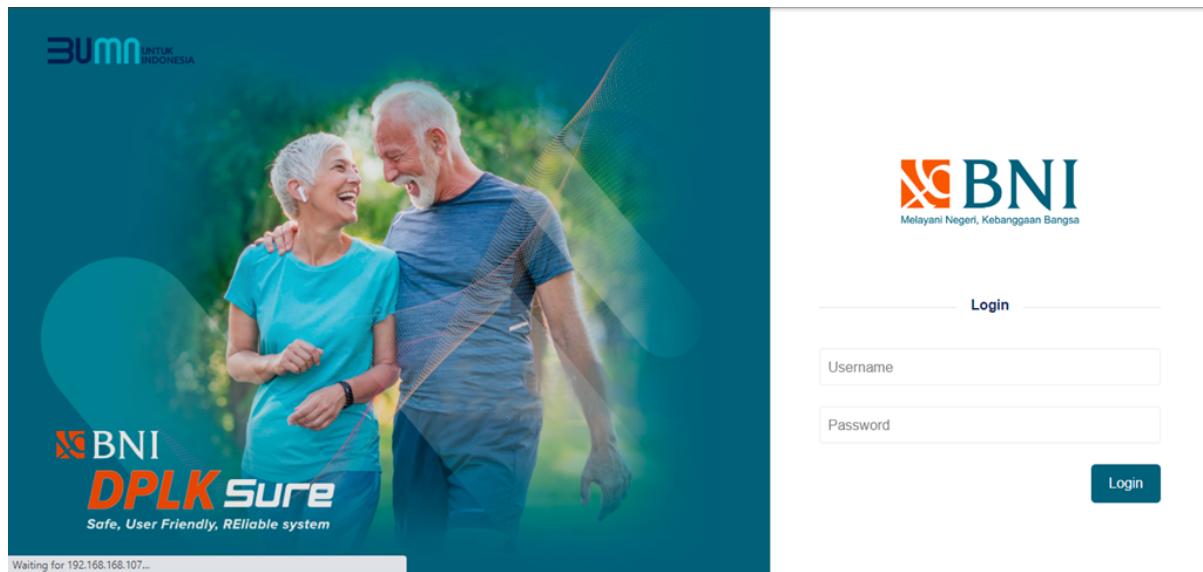 BUMN UNTUK
INDONESIA
BNI
DPLK Sure
Safe, User Friendly, REliable system
Waiting for 192.168.168.107...
BNI
Melayani Negeri, Kebanggaan Bangsa
Login
Username
Password
Login